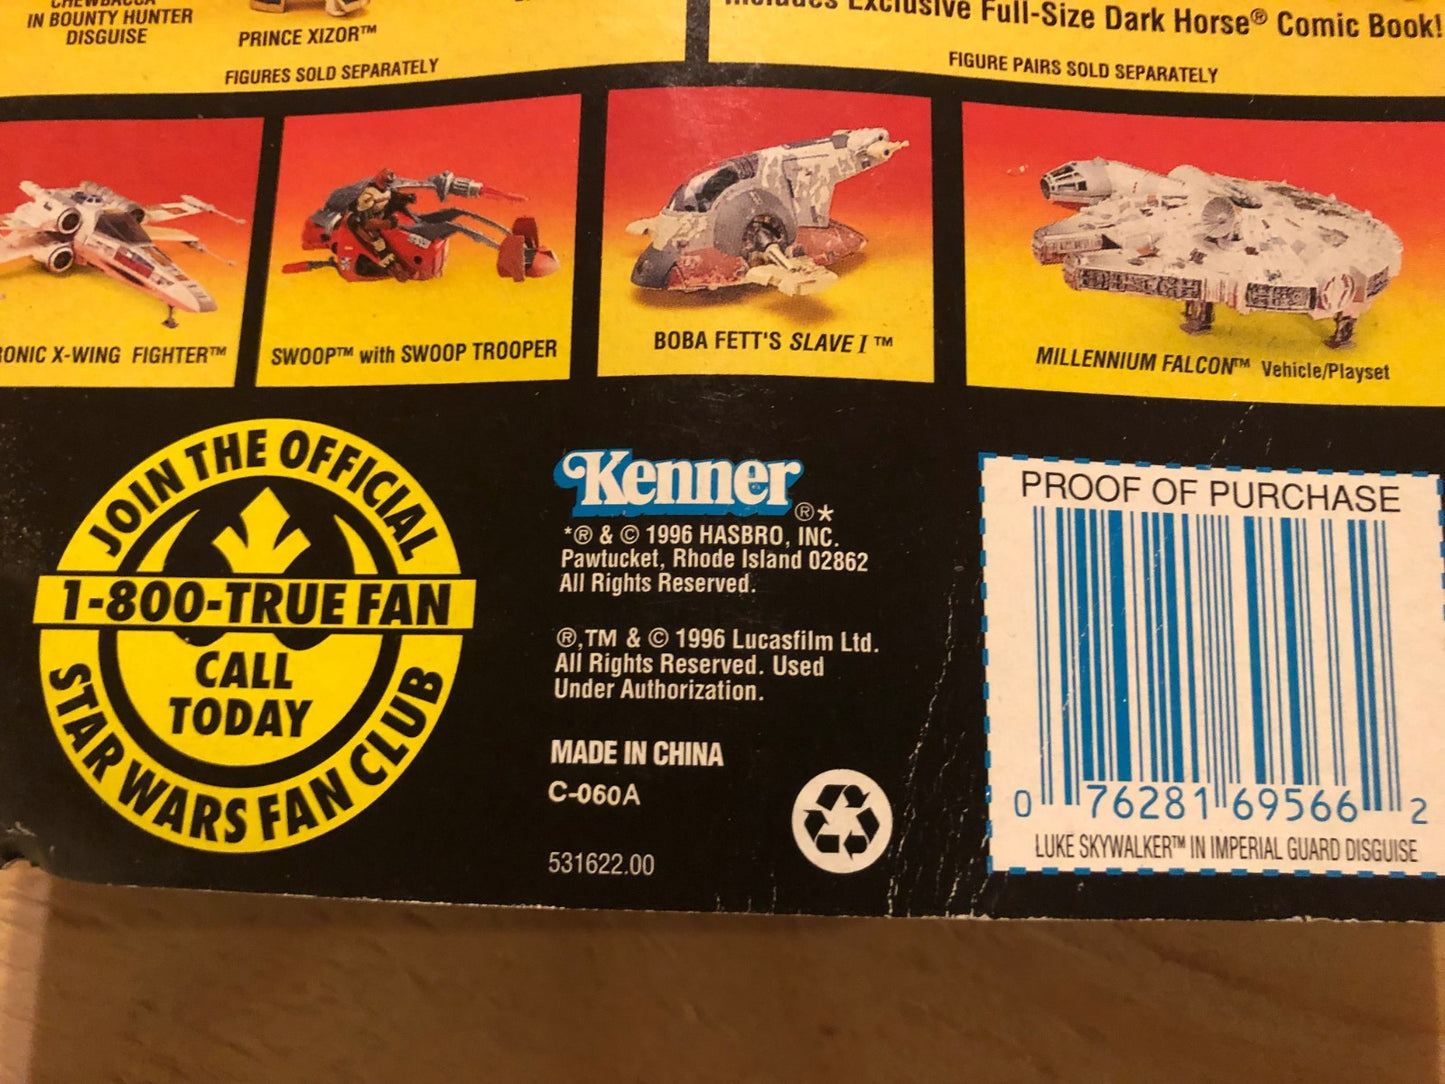 IN BOUNTY HUNTER
DISGUISE
PRINCE XIZOR™
FIGURES SOLD SEPARATELY
Includes Exclusive Full-Size Dark Horse® Comic Book!
FIGURE PAIRS SOLD SEPARATELY
RONIC X-WING FIGHTER™
SWOOP™ with SWOOP TROOPER
BOBA FETT'S SLAVE I™
MILLENNIUM FALCON™ Vehicle/Playset
JOIN THE OFFICIAL
1-800-TRUE FAN
CALL
TODAY
STAR WARS FAN CLUB
Kenner®*
*® & © 1996 HASBRO, INC.
Pawtucket, Rhode Island 02862
All Rights Reserved.
®,TM & © 1996 Lucasfilm Ltd.
All Rights Reserved. Used
Under Authorization.
MADE IN CHINA
C-060A
531622.00
PROOF OF PURCHASE
0 76281 69566 2
LUKE SKYWALKER™ IN IMPERIAL GUARD DISGUISE